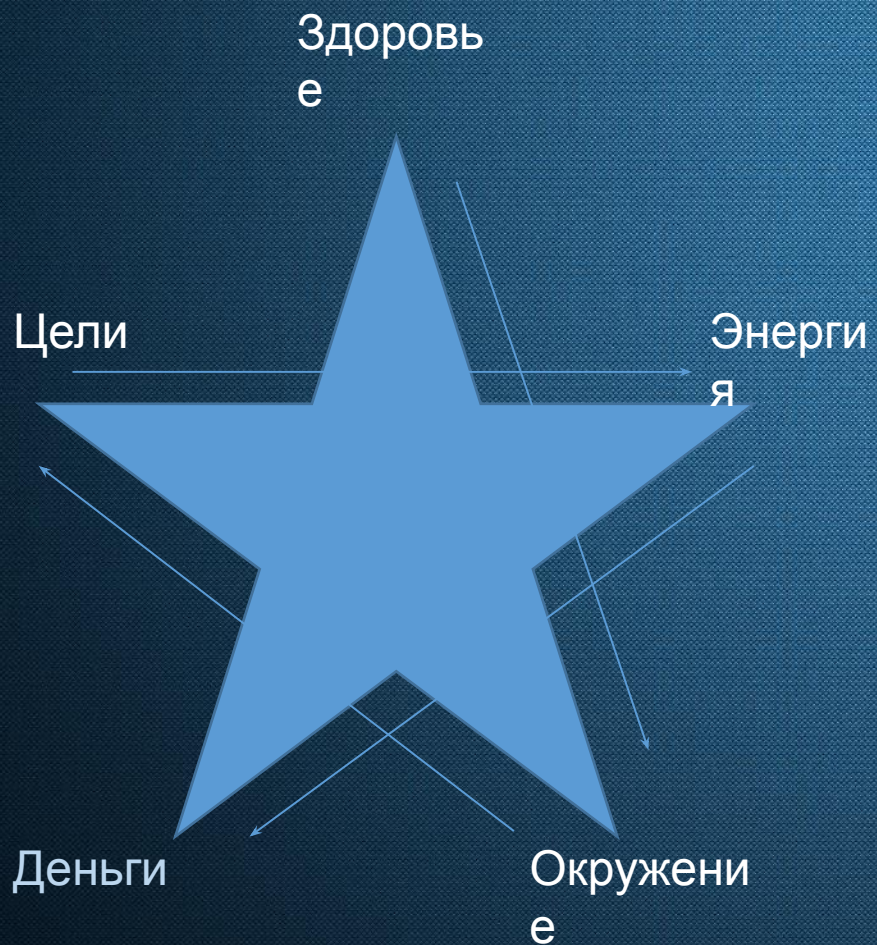 Здоровь
е
Цели
Энерги
я
Деньги
Окружени
е